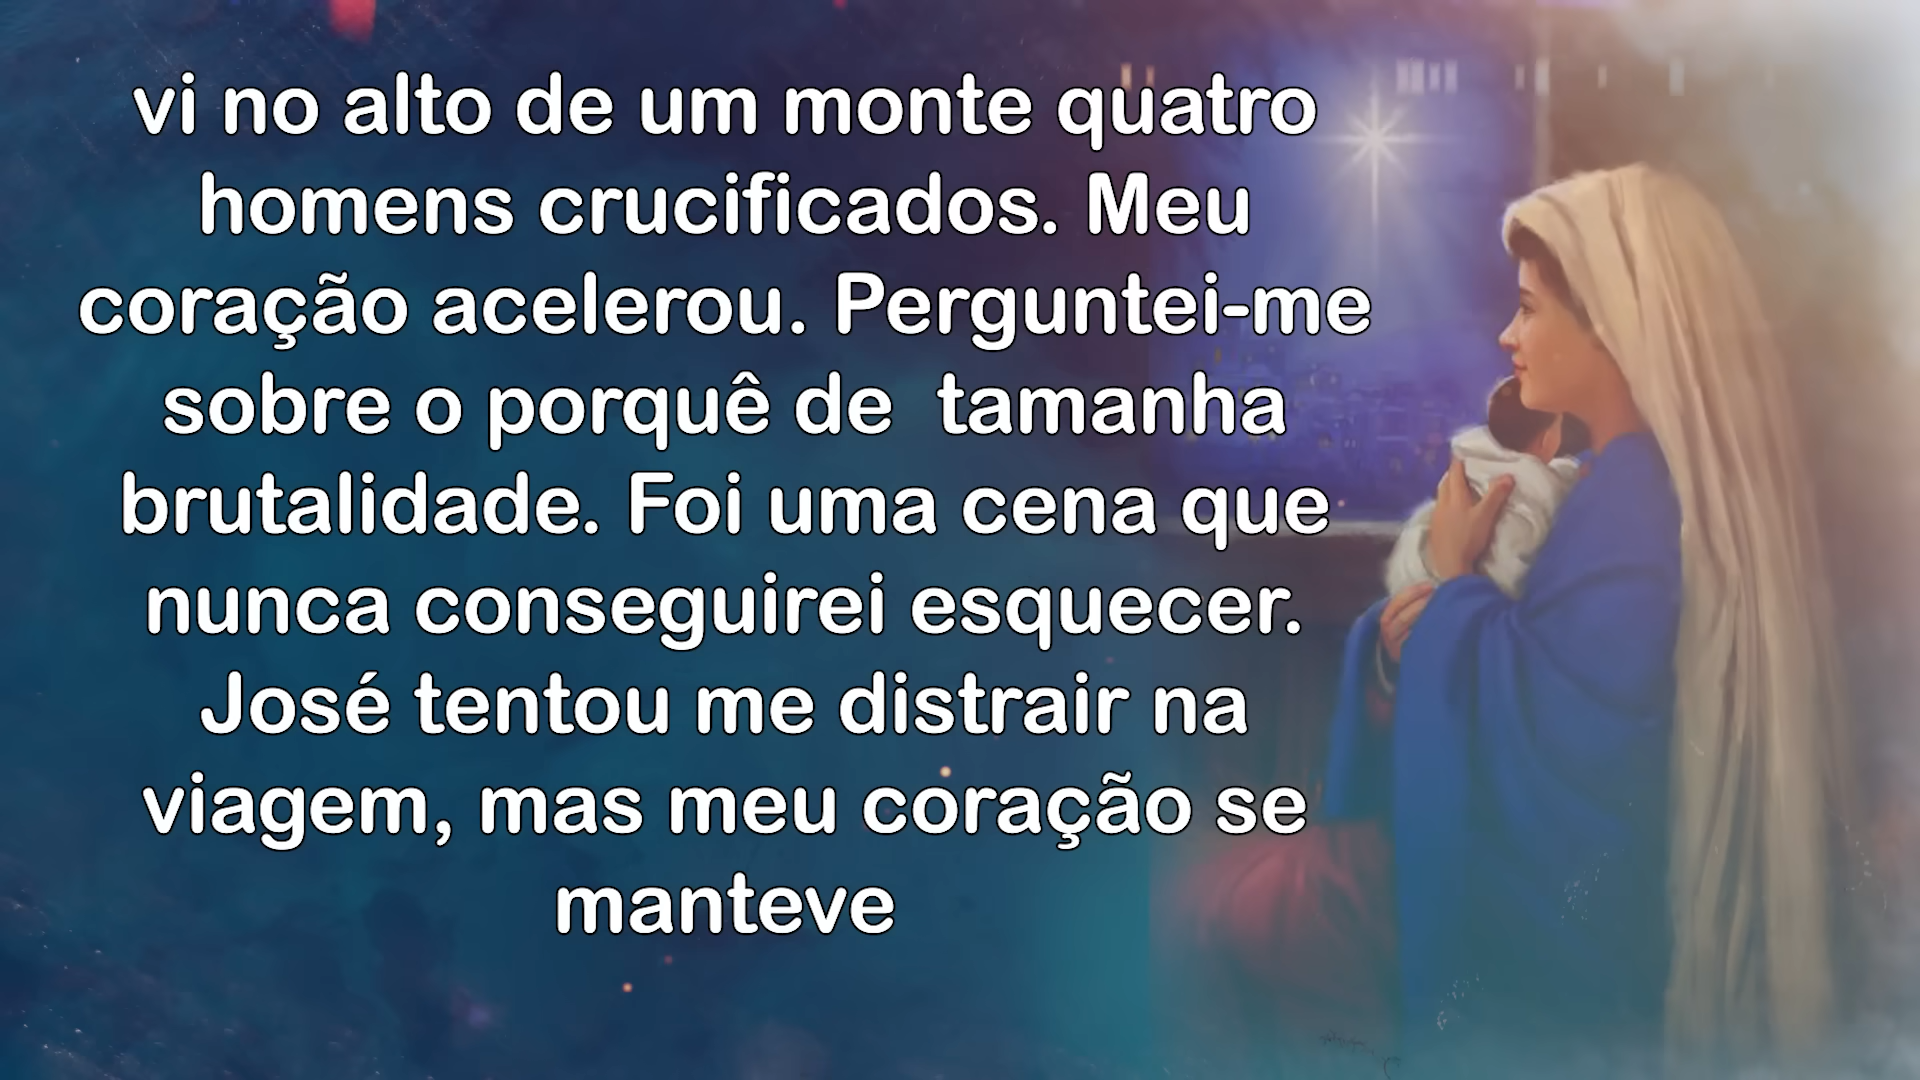 vi no alto de um monte quatro
homens crucificados. Meu
coração acelerou. Perguntei-me
sobre o porquê de  tamanha
brutalidade. Foi uma cena que
nunca conseguirei esquecer.
José tentou me distrair na
viagem, mas meu coração se
manteve